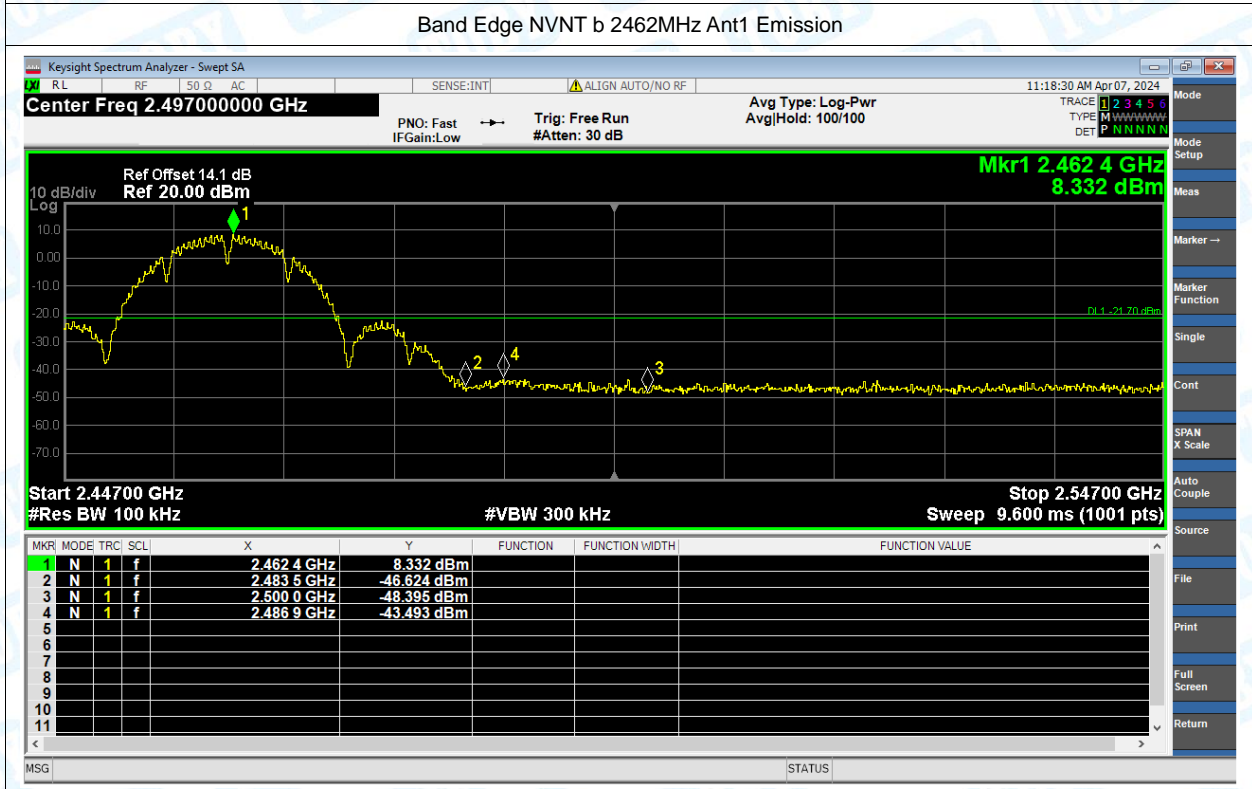 Band Edge NVNT b 2462MHz Ant1 Emission
Keysight Spectrum Analyzer - Swept SA
LXI RL RF 50 Ω AC SENSE:INT ALIGN AUTO/NO RF 11:18:30 AM Apr 07, 2024
Center Freq 2.497000000 GHz
PNO: Fast
IFGain:Low
Trig: Free Run
#Atten: 30 dB
Avg Type: Log-Pwr
Avg|Hold: 100/100
TRACE 1 2 3 4 5 6
TYPE M W W W W W
DET P N N N N N
Mkr1 2.462 4 GHz
8.332 dBm
Ref Offset 14.1 dB
10 dB/div Ref 20.00 dBm
Log
10.0
0.00
-10.0
-20.0
-30.0
-40.0
-50.0
-60.0
-70.0
1
2
4
3
DL1 -21.70 dBm
Start 2.44700 GHz Stop 2.54700 GHz
#Res BW 100 kHz #VBW 300 kHz Sweep 9.600 ms (1001 pts)
MKR MODE TRC SCL X Y FUNCTION FUNCTION WIDTH FUNCTION VALUE
1 N 1 f 2.462 4 GHz 8.332 dBm
2 N 1 f 2.483 5 GHz -46.624 dBm
3 N 1 f 2.500 0 GHz -48.395 dBm
4 N 1 f 2.486 9 GHz -43.493 dBm
5
6
7
8
9
10
11
MSG STATUS
Mode
Mode
Setup
Meas
Marker →
Marker
Function
Single
Cont
SPAN
X Scale
Auto
Couple
Source
File
Print
Full
Screen
Return